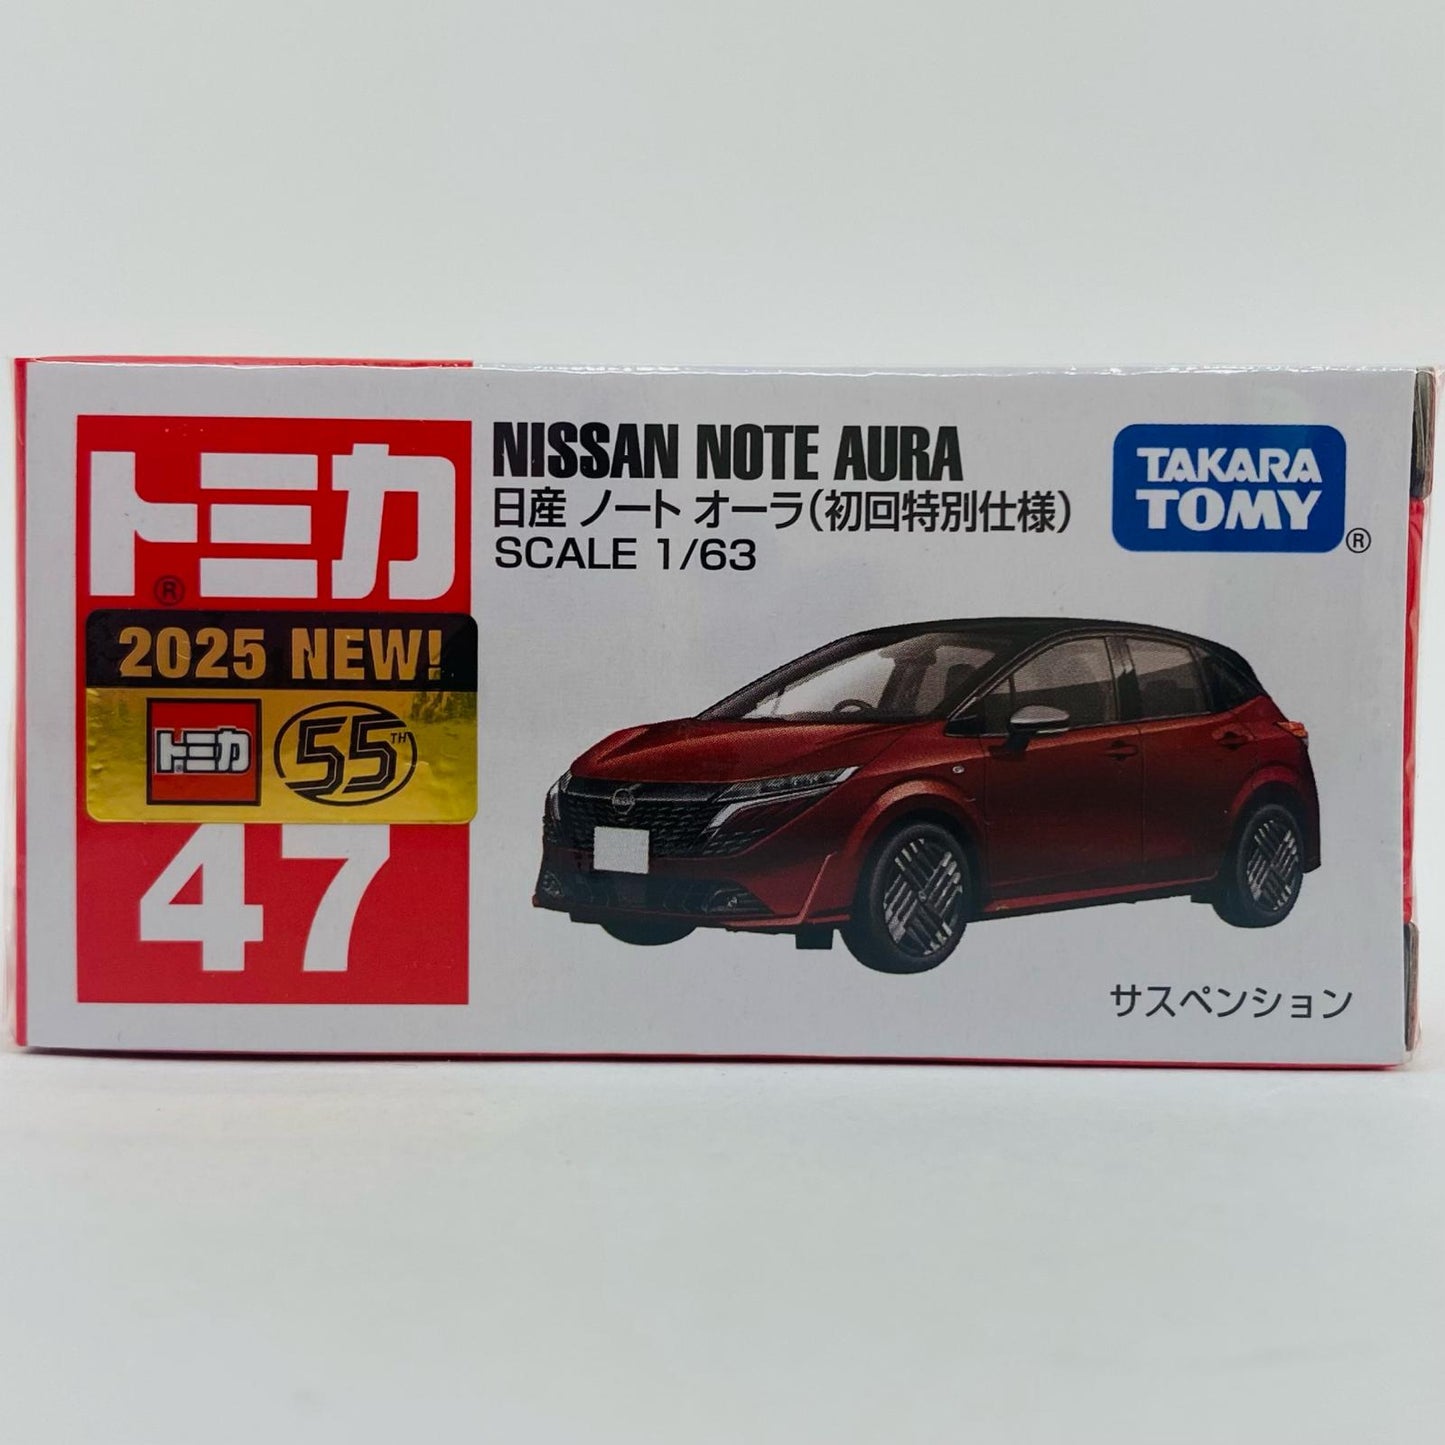 トミカ
®
2025 NEW!
トミカ
55TH
47
NISSAN NOTE AURA
日産 ノート オーラ(初回特別仕様)
SCALE 1/63
TAKARA
TOMY
®
サスペンション